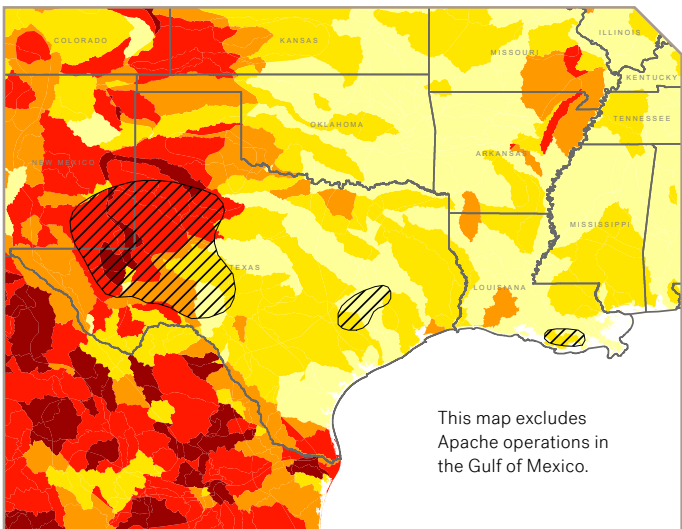 COLORADO
KANSAS
MISSOURI
ILLINOIS
KENTUCKY
OKLAHOMA
TENNESSEE
NEW MEXICO
ARKANSAS
MISSISSIPPI
TEXAS
LOUISIANA
This map excludes
Apache operations in
the Gulf of Mexico.